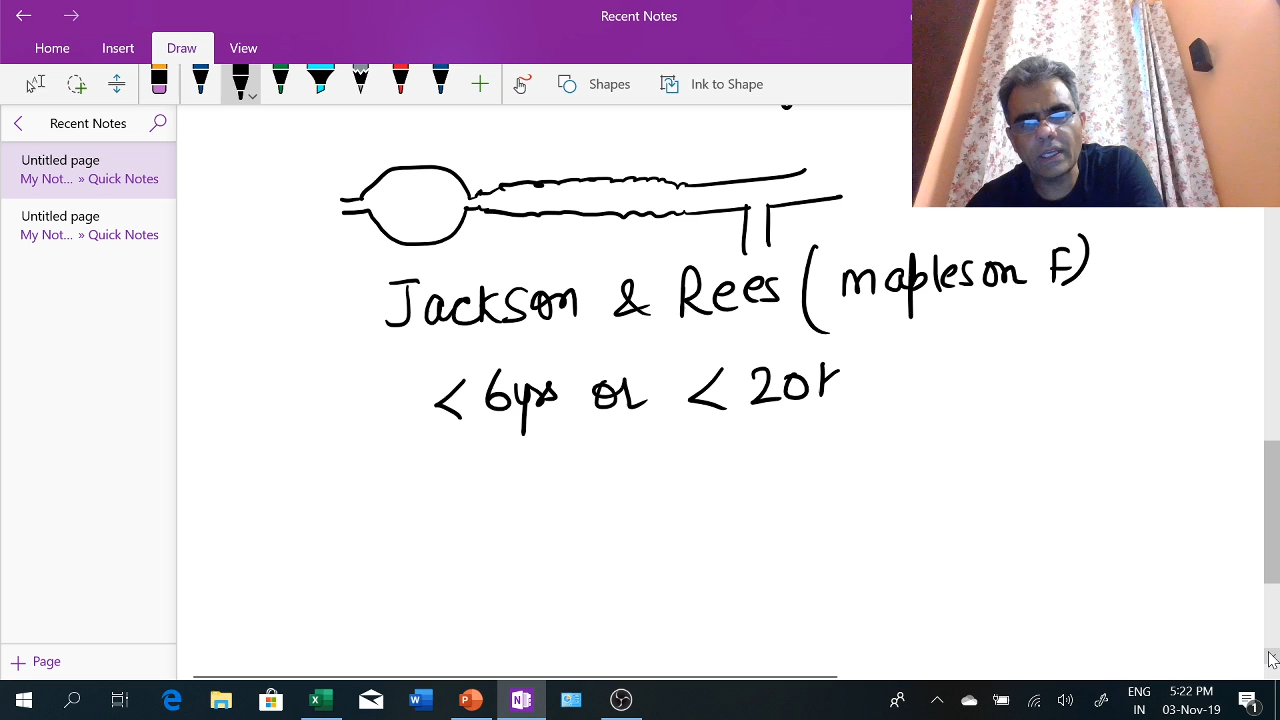 Recent Notes
Home Insert Draw View
Shapes Ink to Shape
Recent Notes
Untitled page
My Not... » Quick Notes
Untitled page
My Not... » Quick Notes
Jackson & Rees (mapleson F)
< 6yrs or < 20k
Page
ENG
IN
5:22 PM
03-Nov-19
1